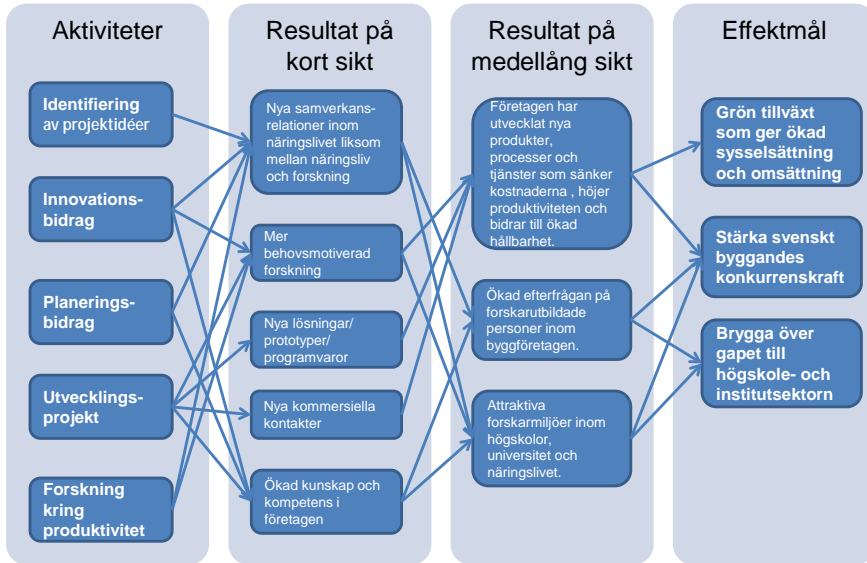 Aktiviteter
Identifiering
av projektidéer
Innovations-
bidrag
Planerings-
bidrag
Utvecklings-
projekt
Forskning
kring
produktivitet
Resultat på
kort sikt
Nya samverkans-
relationer inom
näringslivet liksom
mellan näringsliv
och forskning
Mer
behovsmotiverad
forskning
Nya lösningar/
prototyper/
programvaror
Nya kommersiella
kontakter
Ökad kunskap och
kompetens i
företagen
Resultat på
medellång sikt
Företagen har
utvecklat nya
produkter,
processer och
tjänster som sänker
kostnaderna , höjer
produktiviteten och
bidrar till ökad
hållbarhet.
Ökad efterfrågan på
forskarutbildade
personer inom
byggföretagen.
Attraktiva
forskarmiljöer inom
högskolor,
universitet och
näringslivet.
Effektmål
Grön tillväxt
som ger ökad
sysselsättning
och omsättning
Stärka svenskt
byggandes
konkurrenskraft
Brygga över
gapet till
högskole- och
institutsektorn